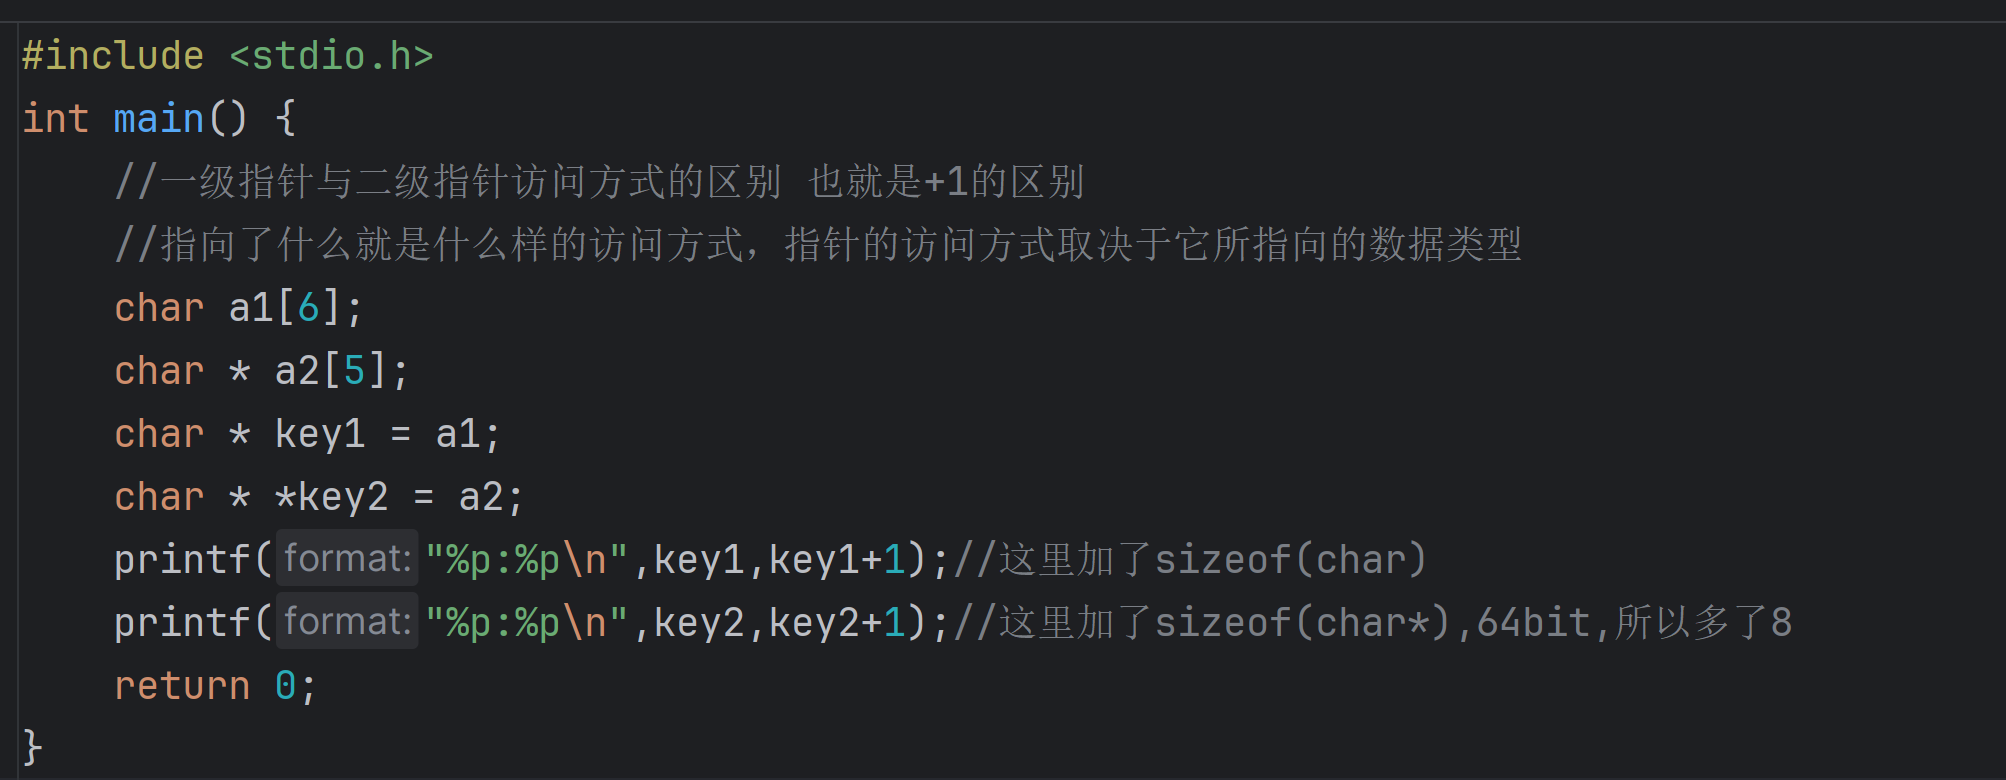 #include <stdio.h>
int main() {
//一级指针与二级指针访问方式的区别 也就是+1的区别
//指向了什么就是什么样的访问方式，指针的访问方式取决于它所指向的数据类型
char a1[6];
char * a2[5];
char * key1 = a1;
char * *key2 = a2;
printf(format:"%p:%p\n",key1,key1+1);//这里加了sizeof(char)
printf(format:"%p:%p\n",key2,key2+1);//这里加了sizeof(char*),64bit,所以多了8
return 0;
}